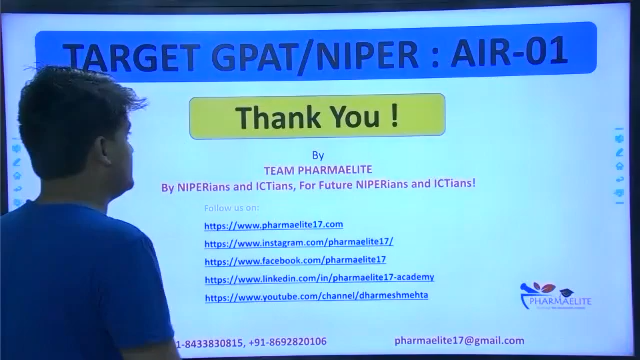 TARGET GPAT/NIPER : AIR-01
Thank You !
By
TEAM PHARMAELITE
By NIPERians and ICTians, For Future NIPERians and ICTians!
Follow us on:
https://www.pharmaelite17.com
https://www.instagram.com/pharmaelite17/
https://www.facebook.com/pharmaelite17
https://www.linkedin.com/in/pharmaelite17-academy
https://www.youtube.com/channel/dharmeshmehta
PHARMAELITE
1-8433830815, +91-8692820106
pharmaelite17@gmail.com